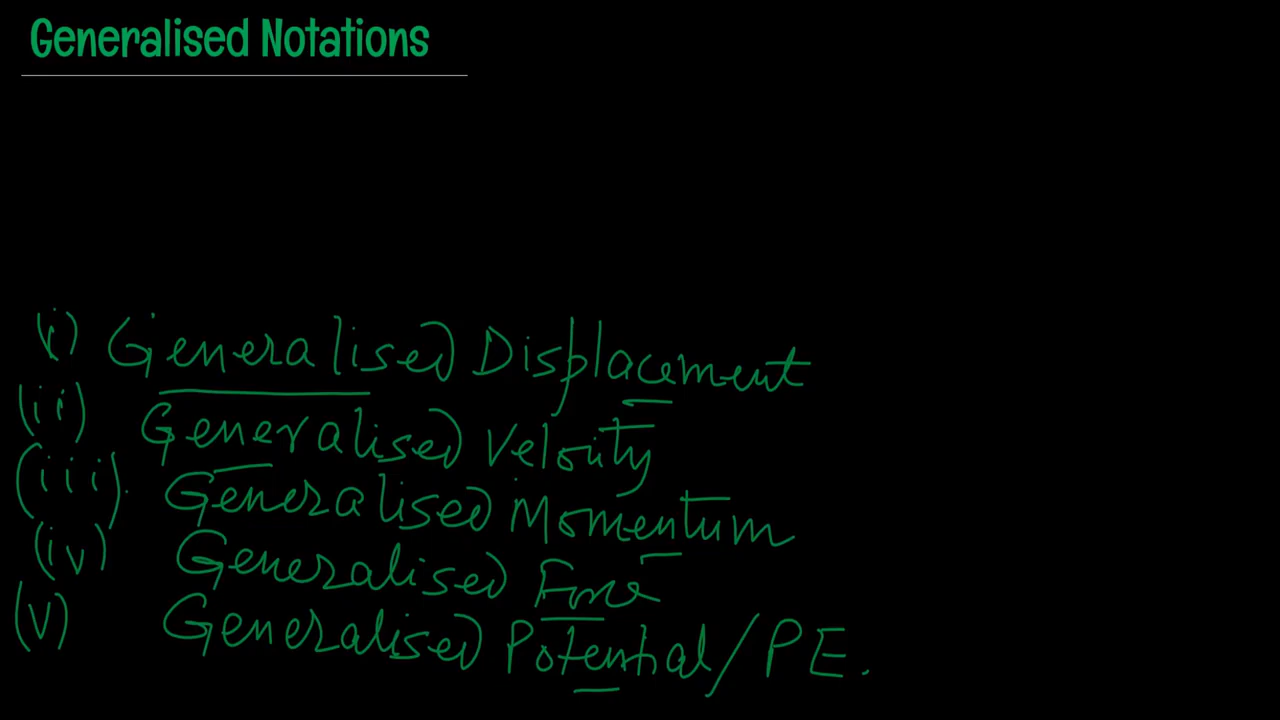 Generalised Notations
(i) Generalised Displacement
(ii) Generalised Velocity
(iii). Generalised Momentum
(iv) Generalised Force
(v) Generalised Potential/PE.